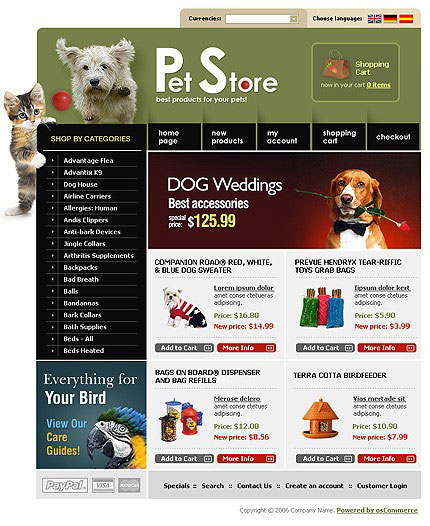 Currencies:
Choose language:
Pet Store
best products for your pets!
Shopping
Cart
now in your cart 0 items
SHOP BY CATEGORIES
home
page
new
products
my
account
shopping
cart
checkout
Advantage Flea
Advantix K9
Dog House
Airline Carriers
Allergies: Human
Andis Clippers
Anti-bark Devices
Jingle Collars
Arthritis Supplements
Backpacks
Bad Breath
Balls
Bandannas
Bark Collars
Bath Supplies
Beds - All
Beds Heated
DOG Weddings
Best accessories
special
price: $125.99
COMPANION ROAD® RED, WHITE,
& BLUE DOG SWEATER
Lorem ipsum dolor
amet conse ctetueras
adipiscing.
Price: $16.80
New price: $14.99
Add to Cart
More Info
PREVUE HENDRYX TEAR-RIFFIC
TOYS GRAB BAGS
Iipsum dolor kert
amet conse ctetues
adipiscing.
Price: $5.90
New price: $3.99
Add to Cart
More Info
BAGS ON BOARD® DISPENSER
AND BAG REFILLS
Merose delero
amet conse ctetues
adipiscing.
Price: $12.00
New price: $8.56
Add to Cart
More Info
TERRA COTTA BIRDFEEDER
Vias metade sit
amet conse ctetues
adipiscing.
Price: $10.90
New price: $7.99
Add to Cart
More Info
Everything for
Your Bird
View Our
Care
Guides!
PayPal VISA
Specials :: Search :: Contact Us :: Create an account :: Customer Login
Copyright © 2006 Company Name. Powered by osCommerce